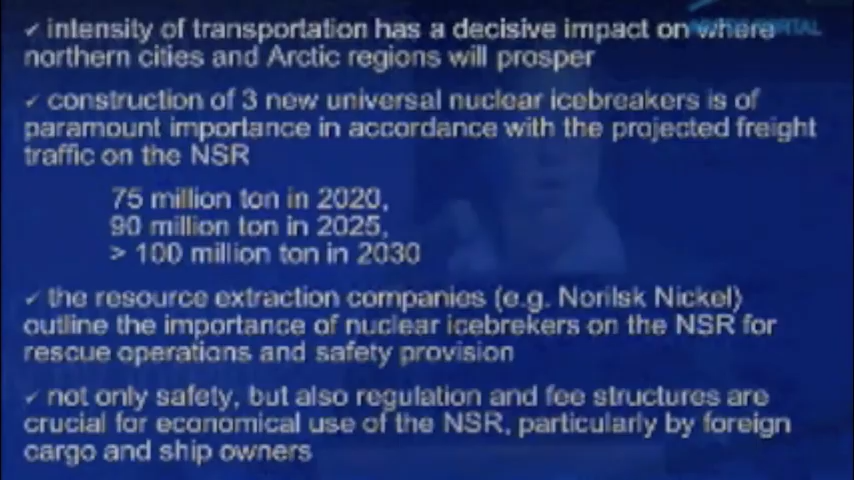 ✓ intensity of transportation has a decisive impact on where
northern cities and Arctic regions will prosper
✓ construction of 3 new universal nuclear icebreakers is of
paramount importance in accordance with the projected freight
traffic on the NSR
75 million ton in 2020,
90 million ton in 2025,
> 100 million ton in 2030
✓ the resource extraction companies (e.g. Norilsk Nickel)
outline the importance of nuclear icebrekers on the NSR for
rescue operations and safety provision
✓ not only safety, but also regulation and fee structures are
crucial for economical use of the NSR, particularly by foreign
cargo and ship owners
ARCTIC PORTAL